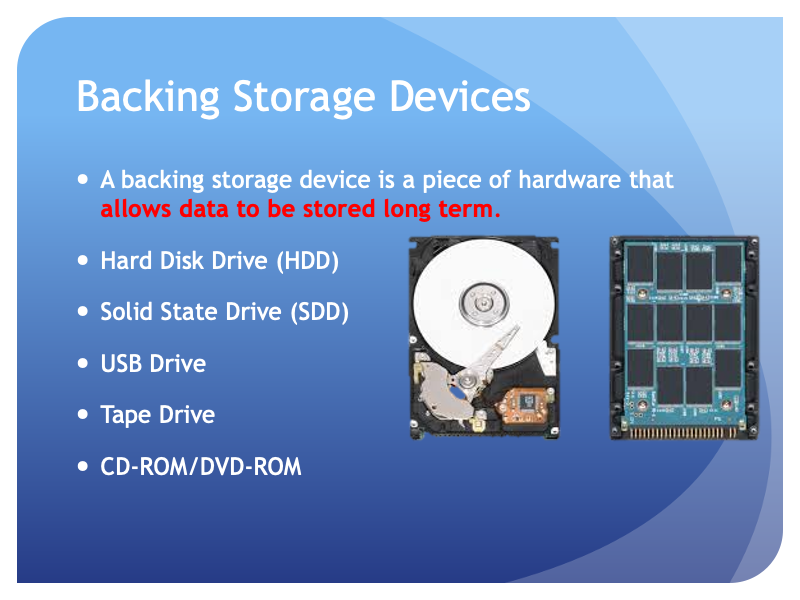 Backing Storage Devices
• A backing storage device is a piece of hardware that
allows data to be stored long term.
• Hard Disk Drive (HDD)
• Solid State Drive (SDD)
• USB Drive
• Tape Drive
• CD-ROM/DVD-ROM